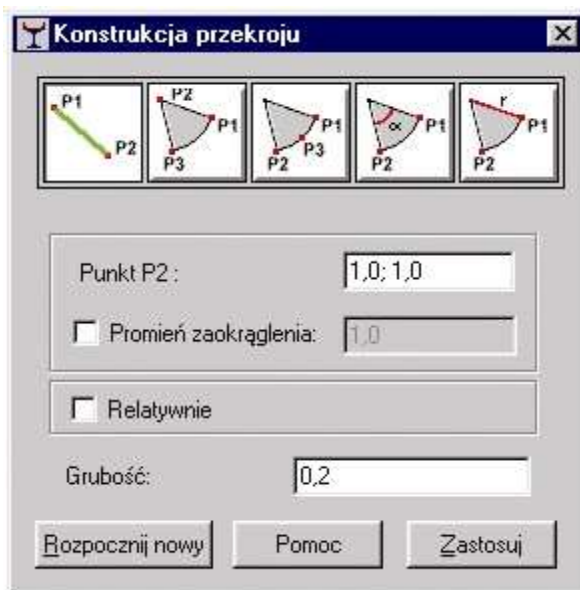 Konstrukcja przekroju
P1 P2
P2 P1 P3
P1 P3 P2
α P1 P2
r P1 P2
Punkt P2 : 1,0; 1,0
Promień zaokrąglenia: 1,0
Relatywnie
Grubość: 0,2
Rozpocznij nowy Pomoc Zastosuj